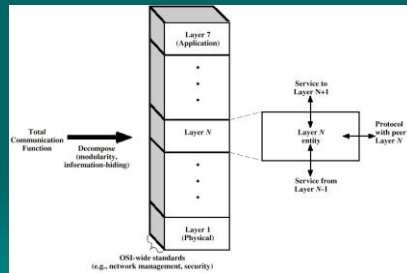 Layer 7
(Application)
Total
Communication
Function
Decompose
(modularity,
information-hiding)
Layer N
Service to
Layer N+1
Layer N
entity
Protocol
with peer
Layer N
Service from
Layer N-1
Layer 1
(Physical)
OSI-wide standards
(e.g., network management, security)